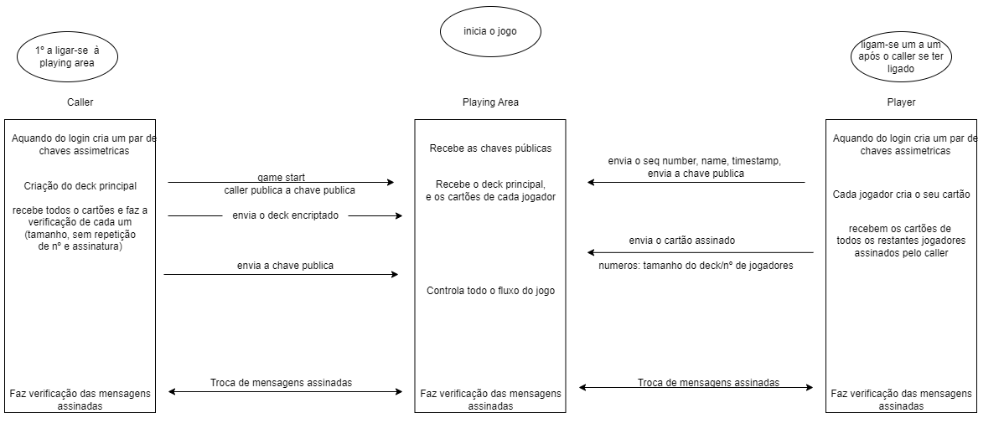 1º a ligar-se á
playing area
inicia o jogo
ligam-se um a um
após o caller se ter
ligado
Caller
Playing Area
Player
Aquando do login cria um par de
chaves assimetricas
Criação do deck principal
recebe todos o cartões e faz a
verificação de cada um
(tamanho, sem repetição
de nº e assinatura)
Faz verificação das mensagens
assinadas
game start
caller publica a chave publica
envia o deck encriptado
envia a chave publica
Troca de mensagens assinadas
Recebe as chaves públicas
Recebe o deck principal,
e os cartões de cada jogador
Controla todo o fluxo do jogo
Faz verificação das mensagens
assinadas
envia o seq number, name, timestamp,
envia a chave publica
envia o cartão assinado
numeros: tamanho do deck/nº de jogadores
Troca de mensagens assinadas
Aquando do login cria um par de
chaves assimetricas
Cada jogador cria o seu cartão
recebem os cartões de
todos os restantes jogadores
assinados pelo caller
Faz verificação das mensagens
assinadas